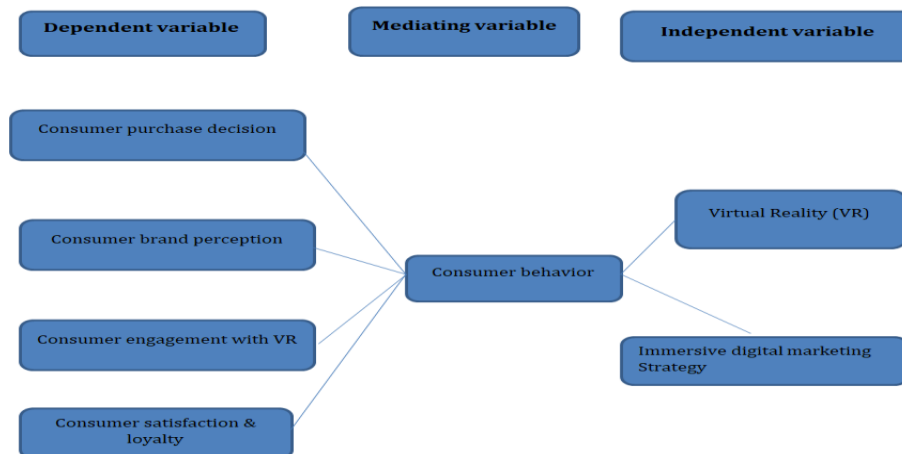 Dependent variable
Mediating variable
Independent variable
Consumer purchase decision
Consumer brand perception
Consumer engagement with VR
Consumer satisfaction &
loyalty
Consumer behavior
Virtual Reality (VR)
Immersive digital marketing
Strategy